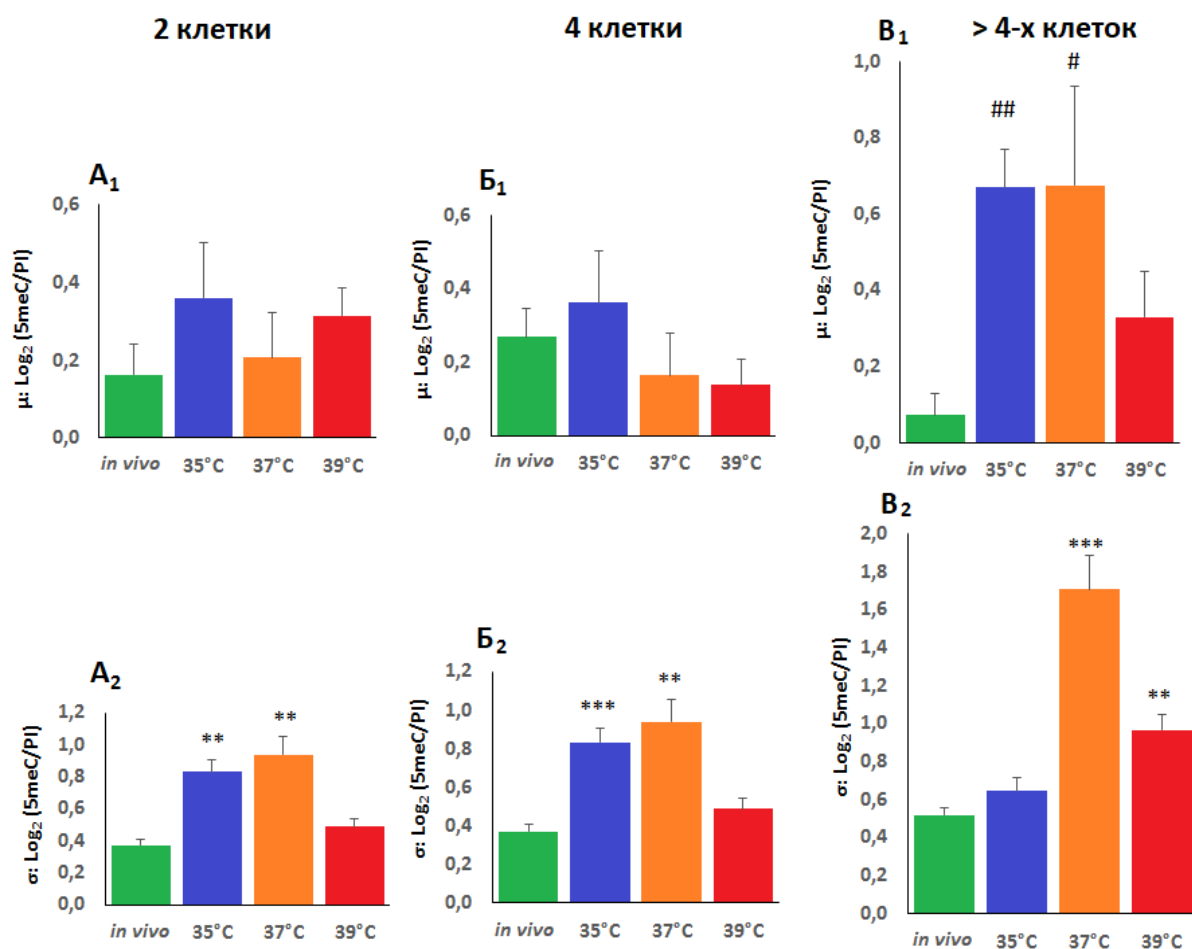 2 клетки
4 клетки
> 4-х клеток
А₁
μ: Log₂ (5meC/PI)
0,6
0,4
0,2
0,0
in vivo 35°C 37°C 39°C
Б₁
μ: Log₂ (5meC/PI)
0,6
0,4
0,2
0,0
in vivo 35°C 37°C 39°C
В₁
μ: Log₂ (5meC/PI)
1,0
0,8
0,6
0,4
0,2
0,0
## #
in vivo 35°C 37°C 39°C
А₂
σ: Log₂ (5meC/PI)
1,2
1,0
0,8
0,6
0,4
0,2
0,0
** **
in vivo 35°C 37°C 39°C
Б₂
σ: Log₂ (5meC/PI)
1,2
1,0
0,8
0,6
0,4
0,2
0,0
*** **
in vivo 35°C 37°C 39°C
В₂
σ: Log₂ (5meC/PI)
2,0
1,8
1,6
1,4
1,2
1,0
0,8
0,6
0,4
0,2
0,0
*** **
in vivo 35°C 37°C 39°C